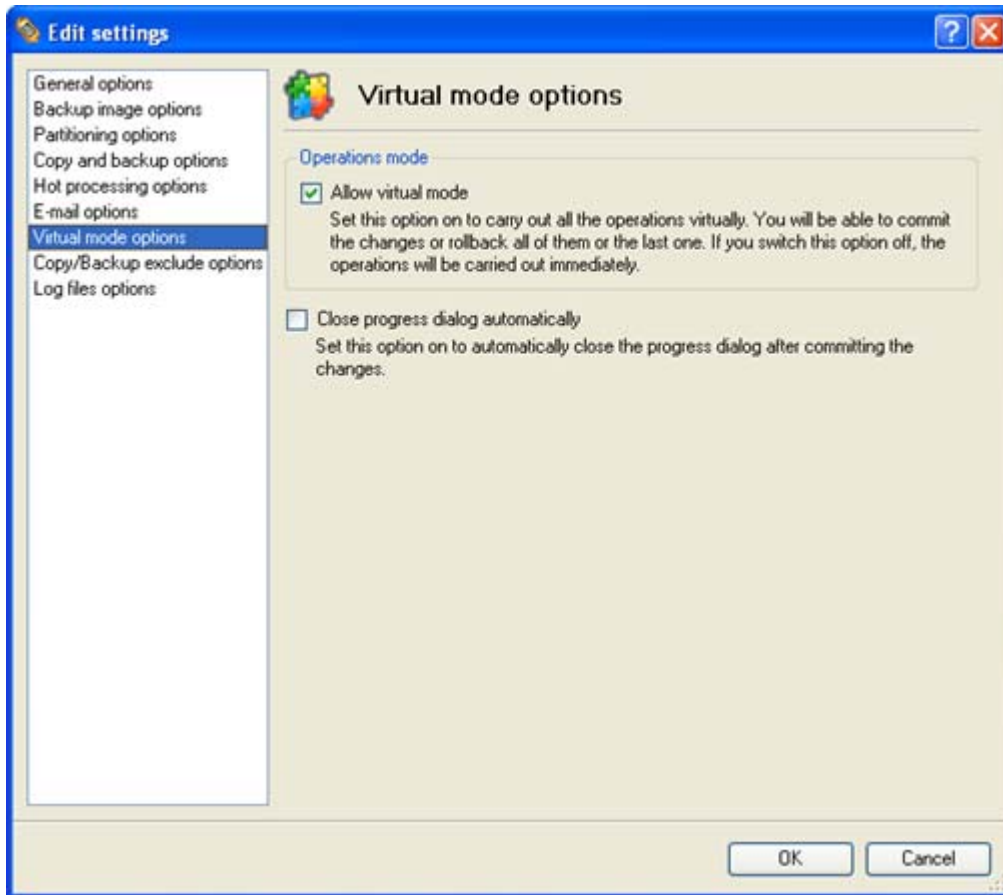 Edit settings
General options
Backup image options
Partitioning options
Copy and backup options
Hot processing options
E-mail options
Virtual mode options
Copy/Backup exclude options
Log files options
Virtual mode options
Operations mode
Allow virtual mode
Set this option on to carry out all the operations virtually. You will be able to commit
the changes or rollback all of them or the last one. If you switch this option off, the
operations will be carried out immediately.
Close progress dialog automatically
Set this option on to automatically close the progress dialog after committing the
changes.
OK
Cancel